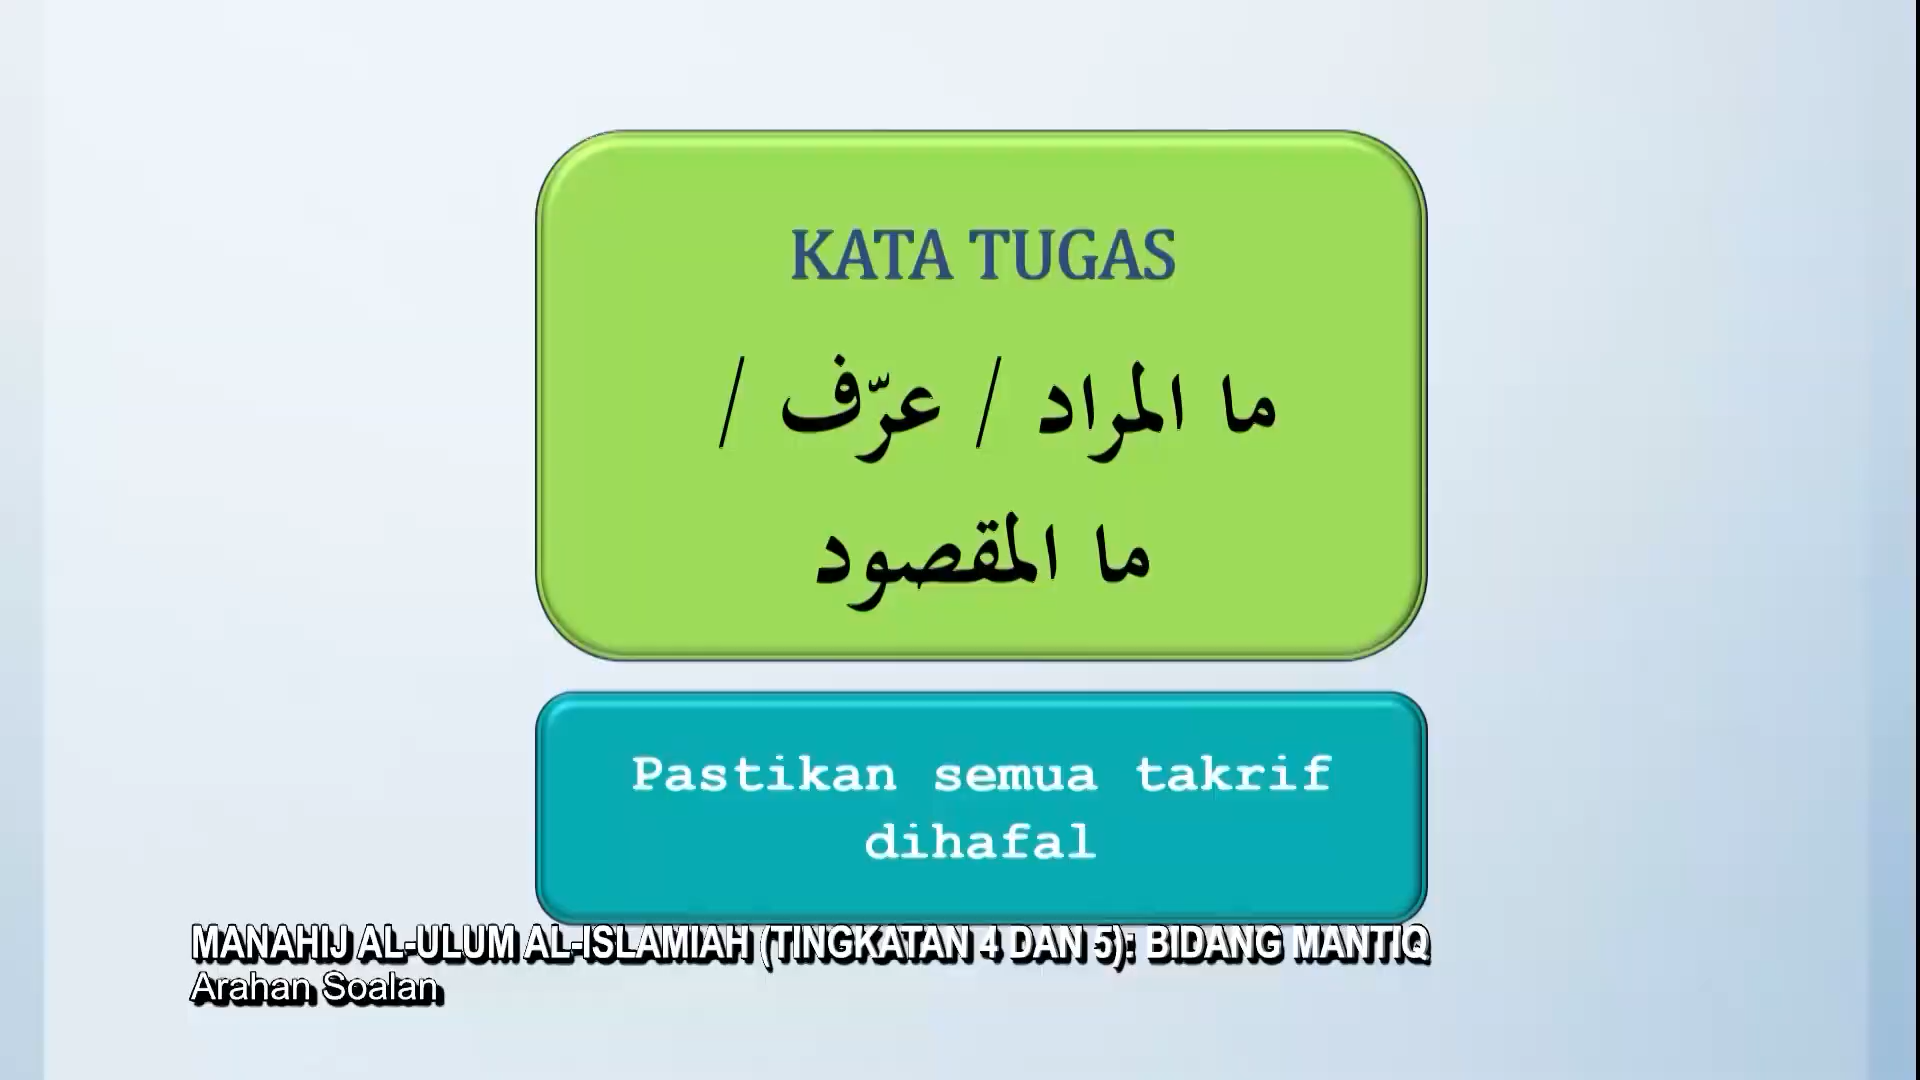 KATA TUGAS
ما المراد / عرّف /
ما المقصود
Pastikan semua takrif
dihafal
MANAHIJ AL-ULUM AL-ISLAMIAH (TINGKATAN 4 DAN 5): BIDANG MANTIQ
Arahan Soalan